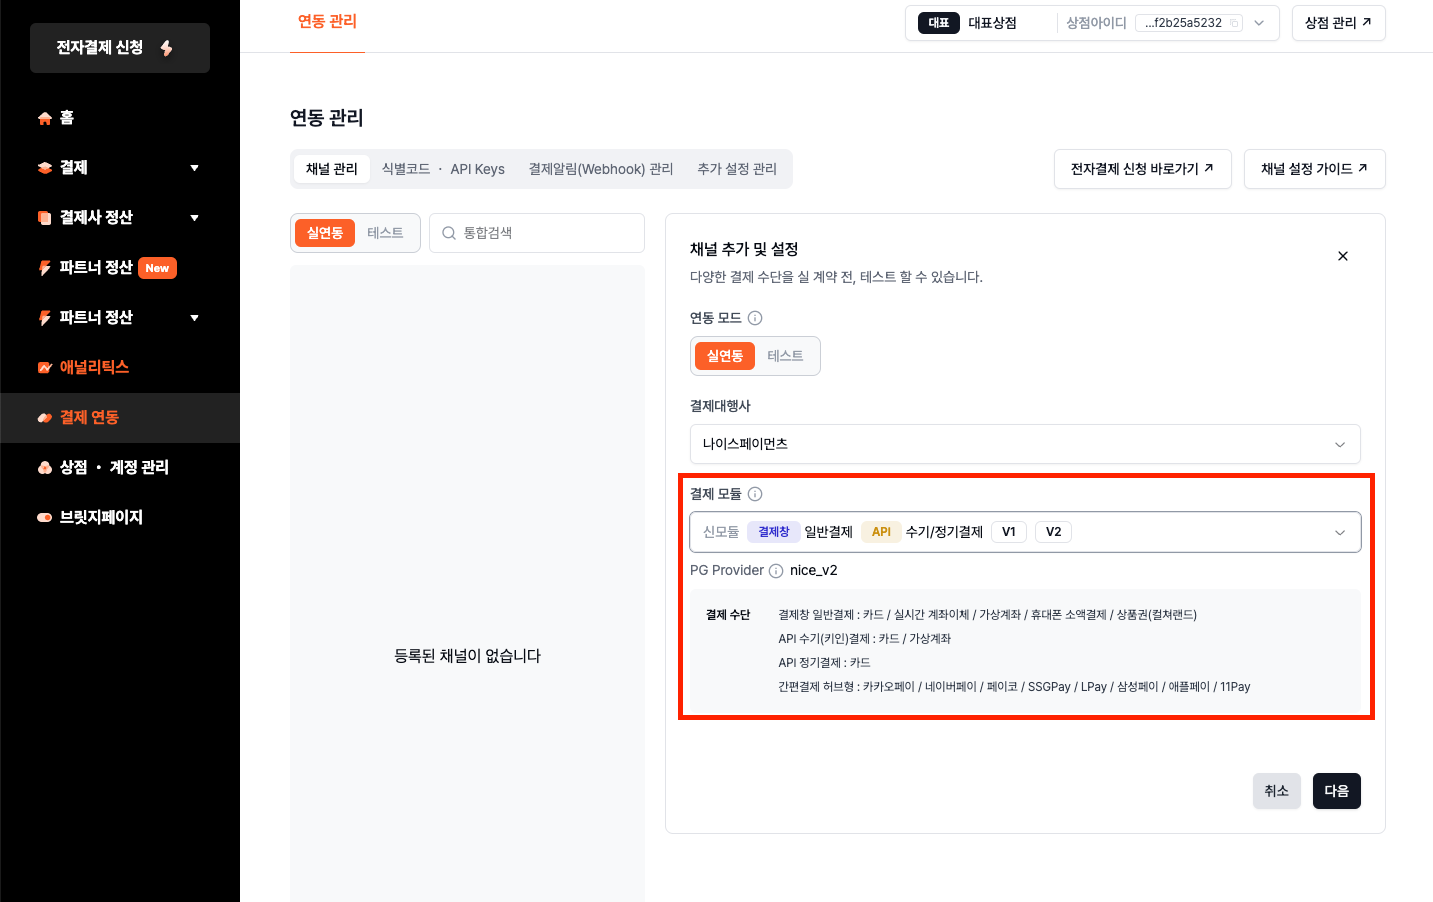 전자결제 신청
홈
결제
결제사 정산
파트너 정산 New
파트너 정산
애널리틱스
결제 연동
상점 · 계정 관리
브릿지페이지
연동 관리
대표 대표상점 상점아이디 ...f2b25a5232
상점 관리 ↗
연동 관리
채널 관리 식별코드 · API Keys 결제알림(Webhook) 관리 추가 설정 관리
전자결제 신청 바로가기 ↗ 채널 설정 가이드 ↗
실연동 테스트 통합검색
등록된 채널이 없습니다
채널 추가 및 설정
다양한 결제 수단을 실 계약 전, 테스트 할 수 있습니다.
연동 모드
실연동 테스트
결제대행사
나이스페이먼츠
결제 모듈
신모듈 결제창 일반결제 API 수기/정기결제 V1 V2
PG Provider nice_v2
결제 수단 결제창 일반결제 : 카드 / 실시간 계좌이체 / 가상계좌 / 휴대폰 소액결제 / 상품권(컬쳐랜드)
API 수기(키인)결제 : 카드 / 가상계좌
API 정기결제 : 카드
간편결제 허브형 : 카카오페이 / 네이버페이 / 페이코 / SSGPay / LPay / 삼성페이 / 애플페이 / 11Pay
취소 다음